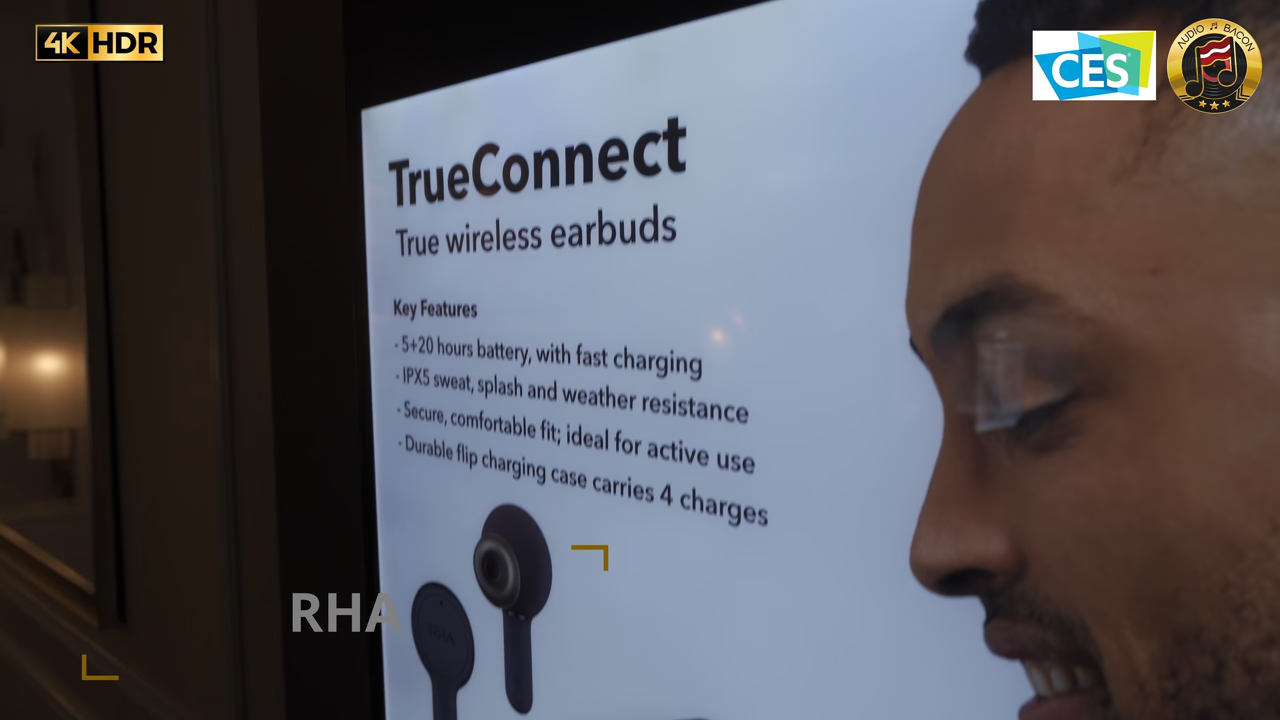 4K HDR
CES
AUDIO BACON
TrueConnect
True wireless earbuds
Key Features
- 5+20 hours battery, with fast charging
- IPX5 sweat, splash and weather resistance
- Secure, comfortable fit; ideal for active use
- Durable flip charging case carries 4 charges
RHA
RHA